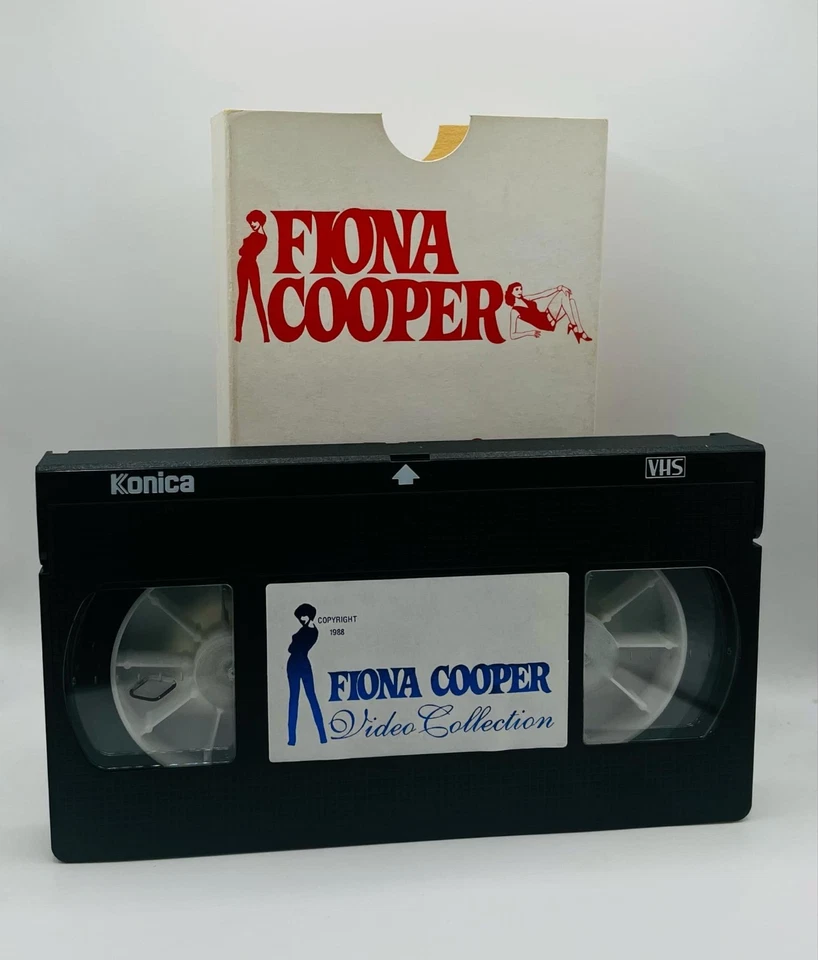 FIONA
COOPER
Konica
VHS
COPYRIGHT
1988
FIONA COOPER
Video Collection